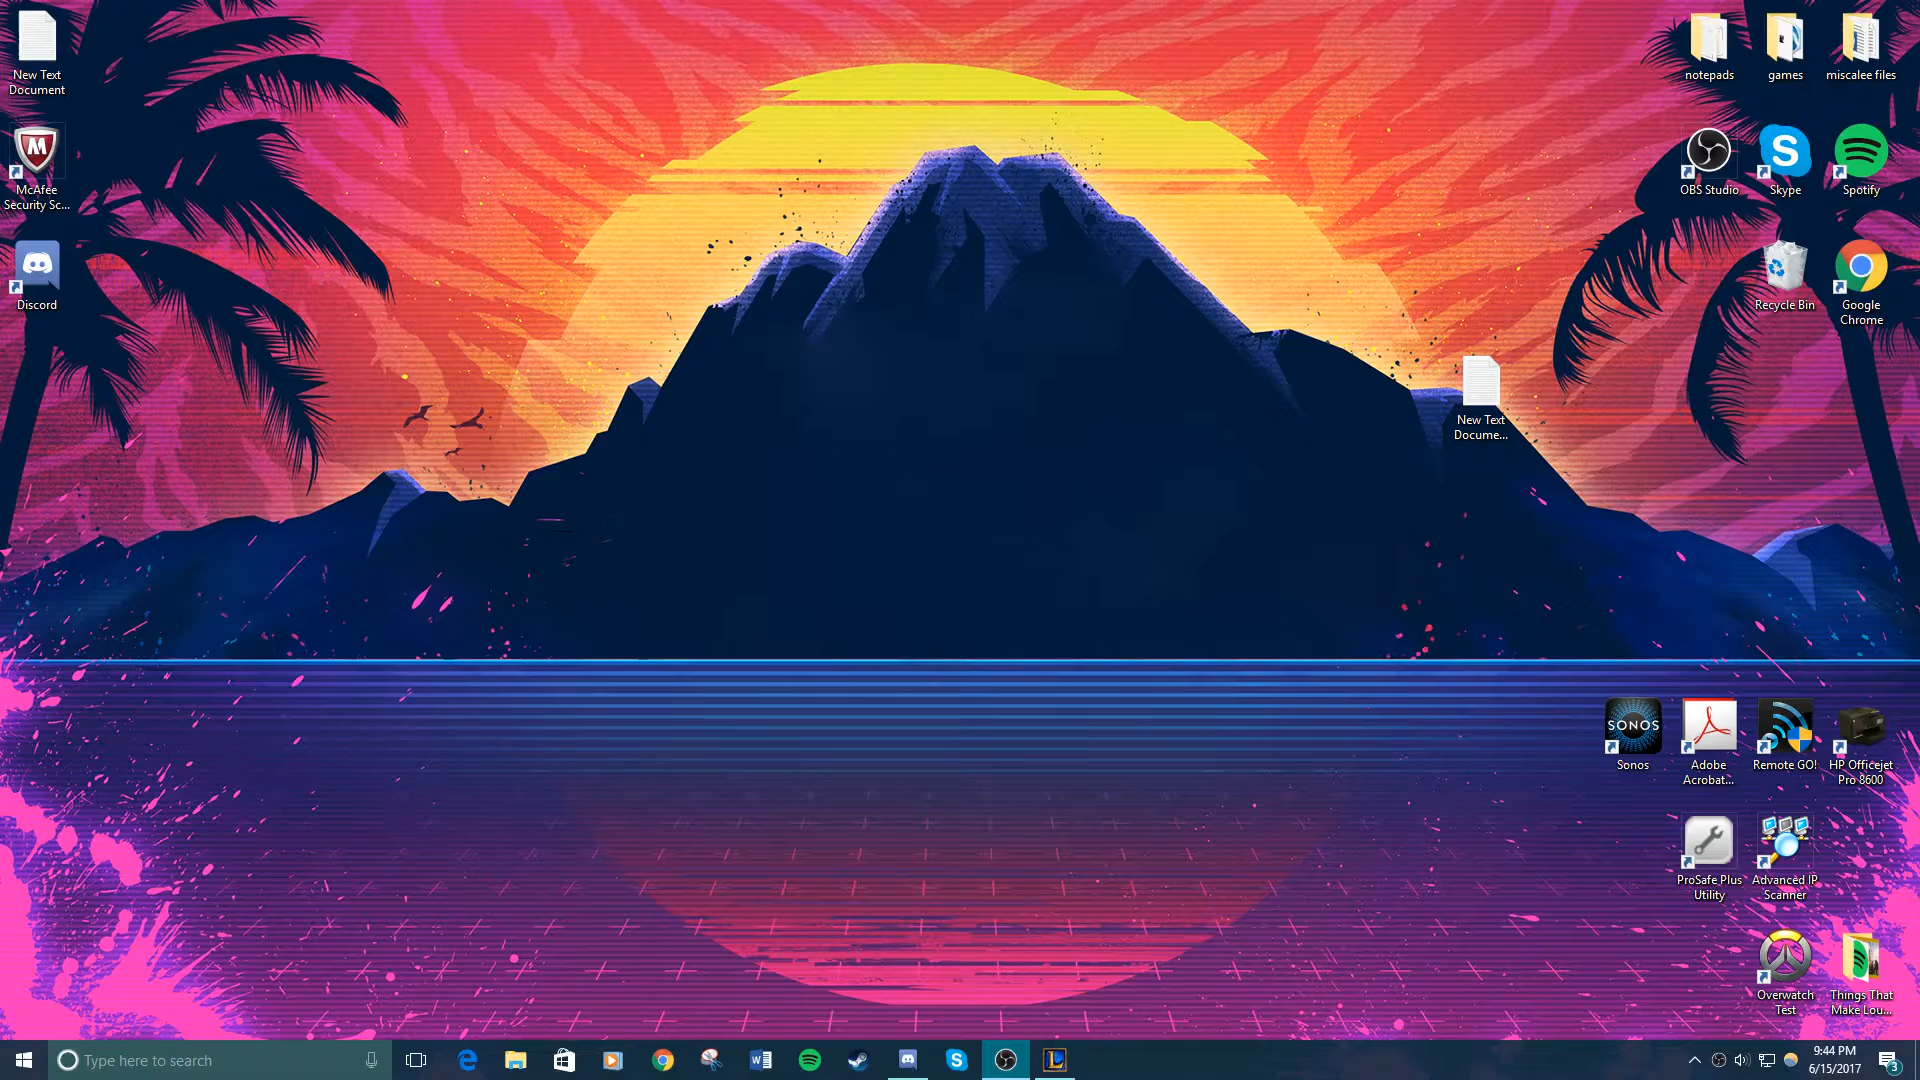 New Text
Document
McAfee
Security Sc...
Discord
notepads
games
miscalee files
OBS Studio
Skype
Spotify
Recycle Bin
Google
Chrome
New Text
Docume...
SONOS
Sonos
Adobe
Acrobat...
Remote GO!
HP Officejet
Pro 8600
ProSafe Plus
Utility
Advanced IP
Scanner
Overwatch
Test
Things That
Make Lou...
Type here to search
9:44 PM
6/15/2017
3